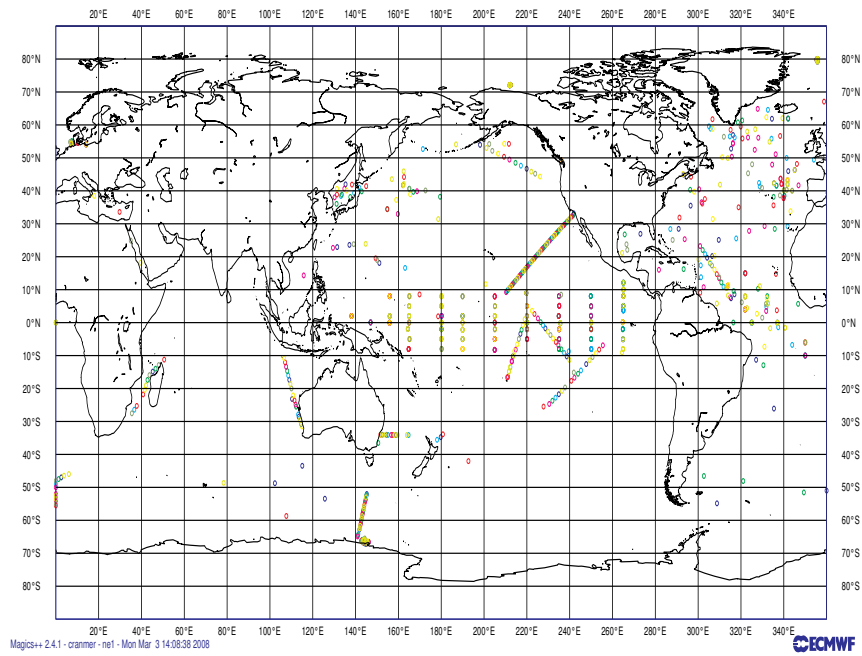 20°E 40°E 60°E 80°E 100°E 120°E 140°E 160°E 180°E 200°E 220°E 240°E 260°E 280°E 300°E 320°E 340°E
80°N 80°N
70°N 70°N
60°N 60°N
50°N 50°N
40°N 40°N
30°N 30°N
20°N 20°N
10°N 10°N
0°N 0°N
10°S 10°S
20°S 20°S
30°S 30°S
40°S 40°S
50°S 50°S
60°S 60°S
70°S 70°S
80°S 80°S
20°E 40°E 60°E 80°E 100°E 120°E 140°E 160°E 180°E 200°E 220°E 240°E 260°E 280°E 300°E 320°E 340°E
Magics++ 2.4.1 - cranmer - ne1 - Mon Mar 3 14:08:38 2008
ECMWF